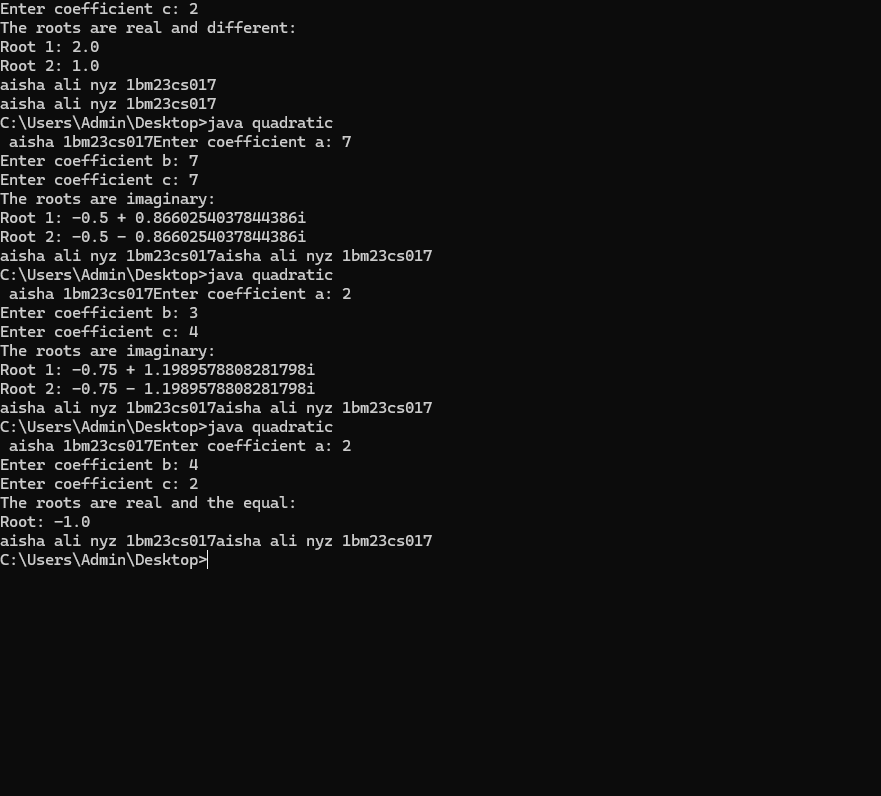 Enter coefficient c: 2
The roots are real and different:
Root 1: 2.0
Root 2: 1.0
aisha ali nyz 1bm23cs017
aisha ali nyz 1bm23cs017
C:\Users\Admin\Desktop>java quadratic
 aisha 1bm23cs017Enter coefficient a: 7
Enter coefficient b: 7
Enter coefficient c: 7
The roots are imaginary:
Root 1: -0.5 + 0.8660254037844386i
Root 2: -0.5 - 0.8660254037844386i
aisha ali nyz 1bm23cs017aisha ali nyz 1bm23cs017
C:\Users\Admin\Desktop>java quadratic
 aisha 1bm23cs017Enter coefficient a: 2
Enter coefficient b: 3
Enter coefficient c: 4
The roots are imaginary:
Root 1: -0.75 + 1.1989578808281798i
Root 2: -0.75 - 1.1989578808281798i
aisha ali nyz 1bm23cs017aisha ali nyz 1bm23cs017
C:\Users\Admin\Desktop>java quadratic
 aisha 1bm23cs017Enter coefficient a: 2
Enter coefficient b: 4
Enter coefficient c: 2
The roots are real and the equal:
Root: -1.0
aisha ali nyz 1bm23cs017aisha ali nyz 1bm23cs017
C:\Users\Admin\Desktop>